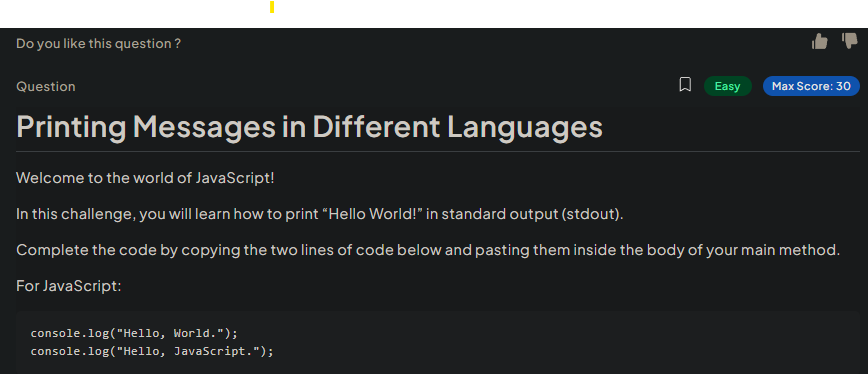 Do you like this question ?
Question
Easy
Max Score: 30
Printing Messages in Different Languages
Welcome to the world of JavaScript!
In this challenge, you will learn how to print “Hello World!” in standard output (stdout).
Complete the code by copying the two lines of code below and pasting them inside the body of your main method.
For JavaScript:
console.log("Hello, World.");
console.log("Hello, JavaScript.");